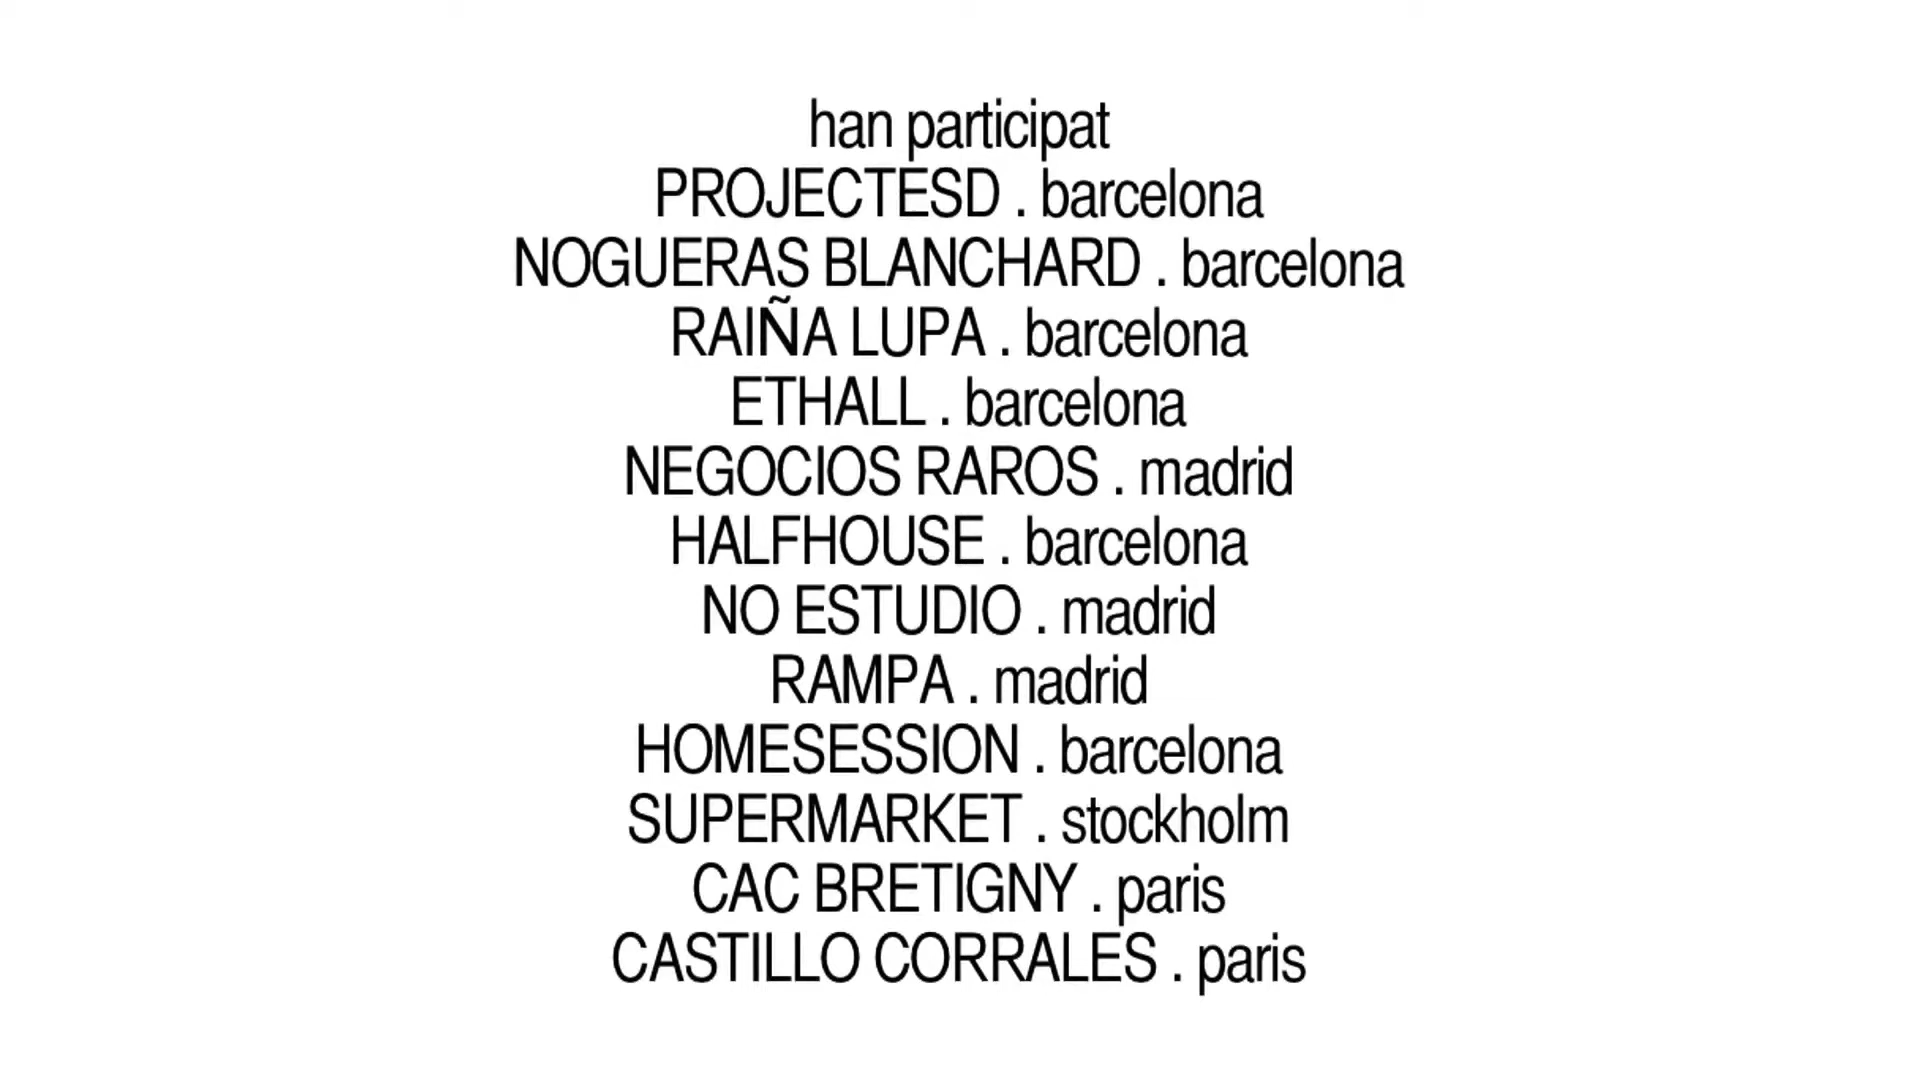 han participat
PROJECTESD . barcelona
NOGUERAS BLANCHARD . barcelona
RAIÑA LUPA . barcelona
ETHALL . barcelona
NEGOCIOS RAROS . madrid
HALFHOUSE . barcelona
NO ESTUDIO . madrid
RAMPA . madrid
HOMESESSION . barcelona
SUPERMARKET . stockholm
CAC BRETIGNY . paris
CASTILLO CORRALES . paris